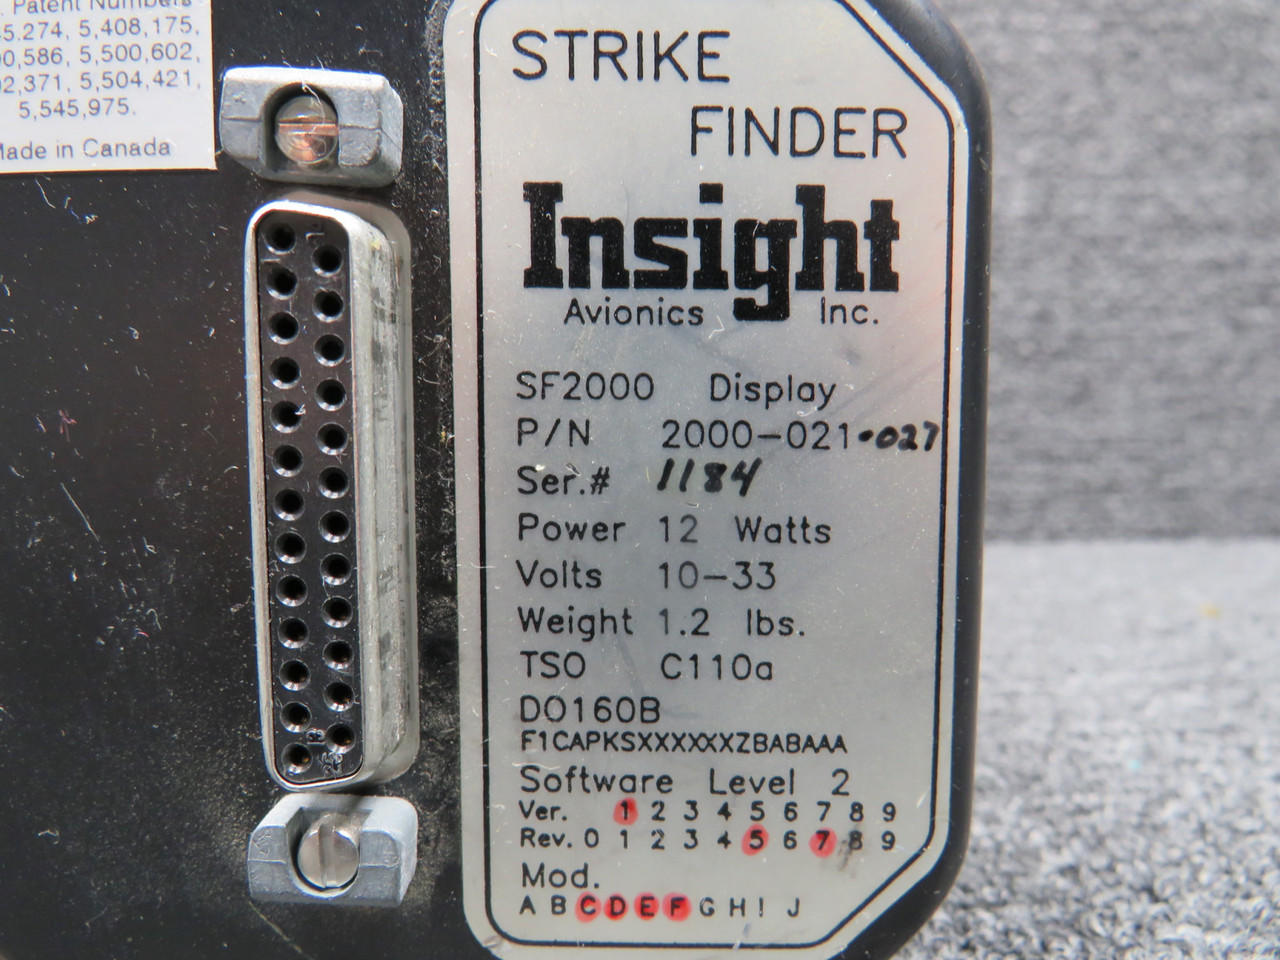 Patent Numbers
5.274, 5,408,175,
0,586, 5,500,602,
2,371, 5,504,421,
5,545,975.
Made in Canada
STRIKE
FINDER
Insight
Avionics Inc.
SF2000 Display
P/N 2000-021-027
Ser.# 1184
Power 12 Watts
Volts 10-33
Weight 1.2 lbs.
TSO C110a
DO160B
F1CAPKSXXXXXXZBABAAA
Software Level 2
Ver. 1 2 3 4 5 6 7 8 9
Rev. 0 1 2 3 4 5 6 7 8 9
Mod.
A B C D E F G H I J